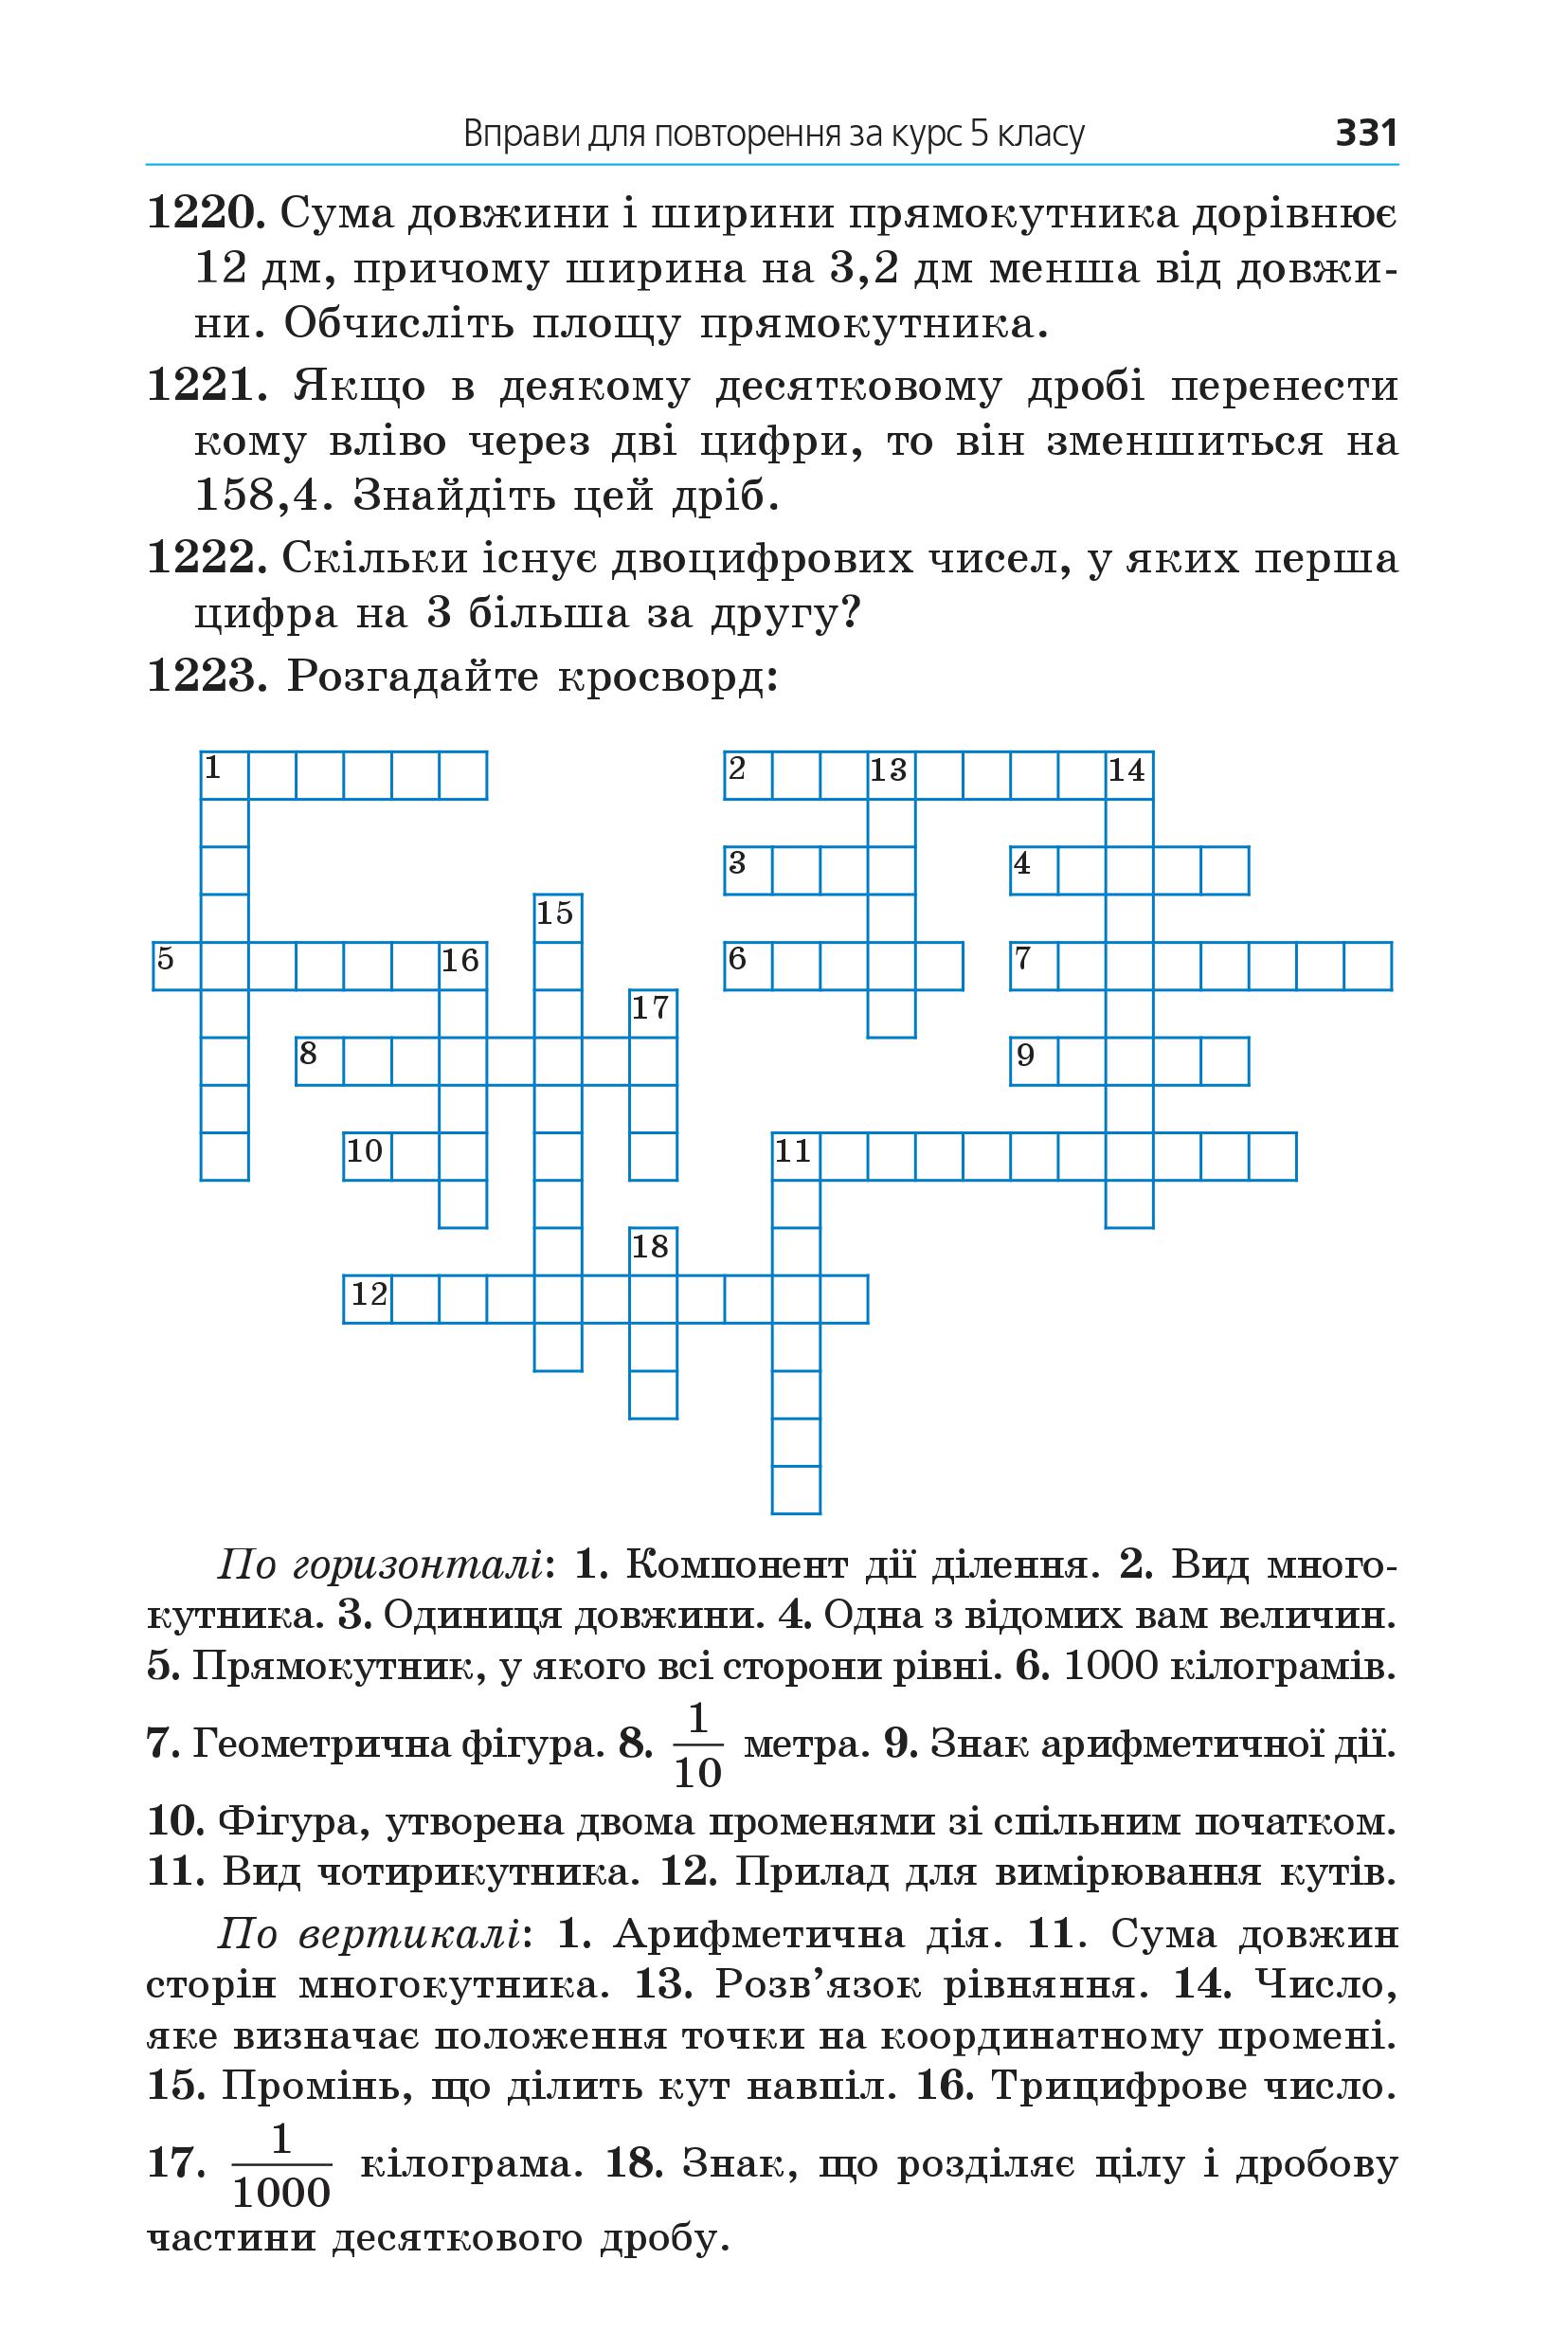 Вправи для повторення за курс 5 класу 331
1220. Сума довжини і ширини прямокутника дорівнює
12 дм, причому ширина на 3,2 дм менша від довжи-
ни. Обчисліть площу прямокутника.
1221. Якщо в деякому десятковому дробі перенести
кому вліво через дві цифри, то він зменшиться на
158,4. Знайдіть цей дріб.
1222. Скільки існує двоцифрових чисел, у яких перша
цифра на 3 більша за другу?
1223. Розгадайте кросворд:
1 2 13 14
3 4
15
5 16 6 7
17
8 9
10 11
18
12
По горизонталі: 1. Компонент дії ділення. 2. Вид много-
кутника. 3. Одиниця довжини. 4. Одна з відомих вам величин.
5. Прямокутник, у якого всі сторони рівні. 6. 1000 кілограмів.
7. Геометрична фігура. 8. 1/10 метра. 9. Знак арифметичної дії.
10. Фігура, утворена двома променями зі спільним початком.
11. Вид чотирикутника. 12. Прилад для вимірювання кутів.
По вертикалі: 1. Арифметична дія. 11. Сума довжин
сторін многокутника. 13. Розв’язок рівняння. 14. Число,
яке визначає положення точки на координатному промені.
15. Промінь, що ділить кут навпіл. 16. Трицифрове число.
17. 1/1000 кілограма. 18. Знак, що розділяє цілу і дробову
частини десяткового дробу.